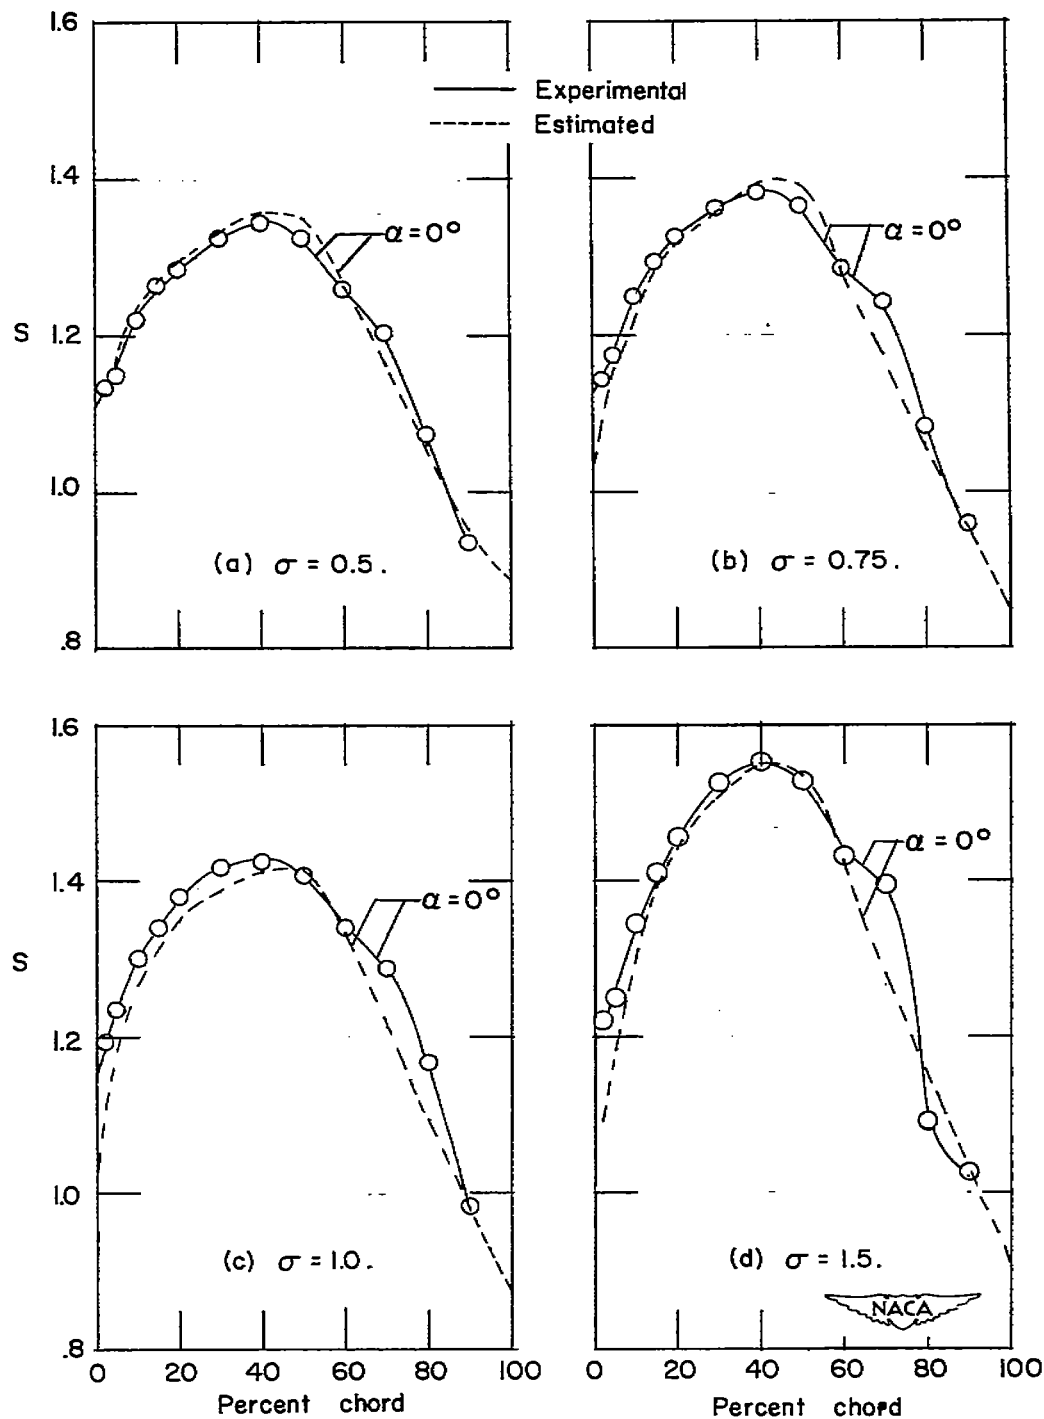 1.6
Experimental
Estimated
1.4
α = 0°
α = 0°
S
1.2
1.0
(a) σ = 0.5.
(b) σ = 0.75.
.8
1.6
1.4
α = 0°
α = 0°
S
1.2
1.0
(c) σ = 1.0.
(d) σ = 1.5.
NACA
.8
0 20 40 60 80 100
0 20 40 60 80 100
Percent chord
Percent chord